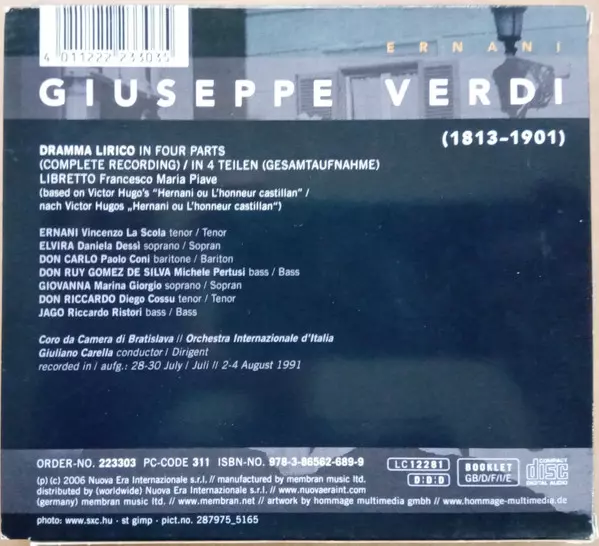 4 011222 233035
ERNANI
GIUSEPPE VERDI
(1813-1901)
DRAMMA LIRICO IN FOUR PARTS
(COMPLETE RECORDING) / IN 4 TEILEN (GESAMTAUFNAHME)
LIBRETTO Francesco Maria Piave
(based on Victor Hugo's "Hernani ou L'honneur castillan" /
nach Victor Hugos „Hernani ou L'honneur castillan“)
ERNANI Vincenzo La Scola tenor / Tenor
ELVIRA Daniela Dessì soprano / Sopran
DON CARLO Paolo Coni baritone / Bariton
DON RUY GOMEZ DE SILVA Michele Pertusi bass / Bass
GIOVANNA Marina Giorgio soprano / Sopran
DON RICCARDO Diego Cossu tenor / Tenor
JAGO Riccardo Ristori bass / Bass
Coro da Camera di Bratislava // Orchestra Internazionale d'Italia
Giuliano Carella conductor / Dirigent
recorded in / aufg.: 28-30 July / Juli // 2-4 August 1991
ORDER-NO. 223303 PC-CODE 311 ISBN-NO. 978-3-86562-689-9
(p) (c) 2006 Nuova Era Internazionale s.r.l. // manufactured by membran music ltd.
distributed by (worldwide) Nuova Era Internazionale s.r.l. // www.nuovaeraint.com
(germany) membran music ltd. // www.membran.net // artwork by hommage multimedia gmbh // www.hommage-multimedia.de
LC 12281
D:D:D
BOOKLET
GB/D/F/I/E
COMPACT
disc
DIGITAL AUDIO
photo: www.sxc.hu - st gimp - pict.no. 287975_5165